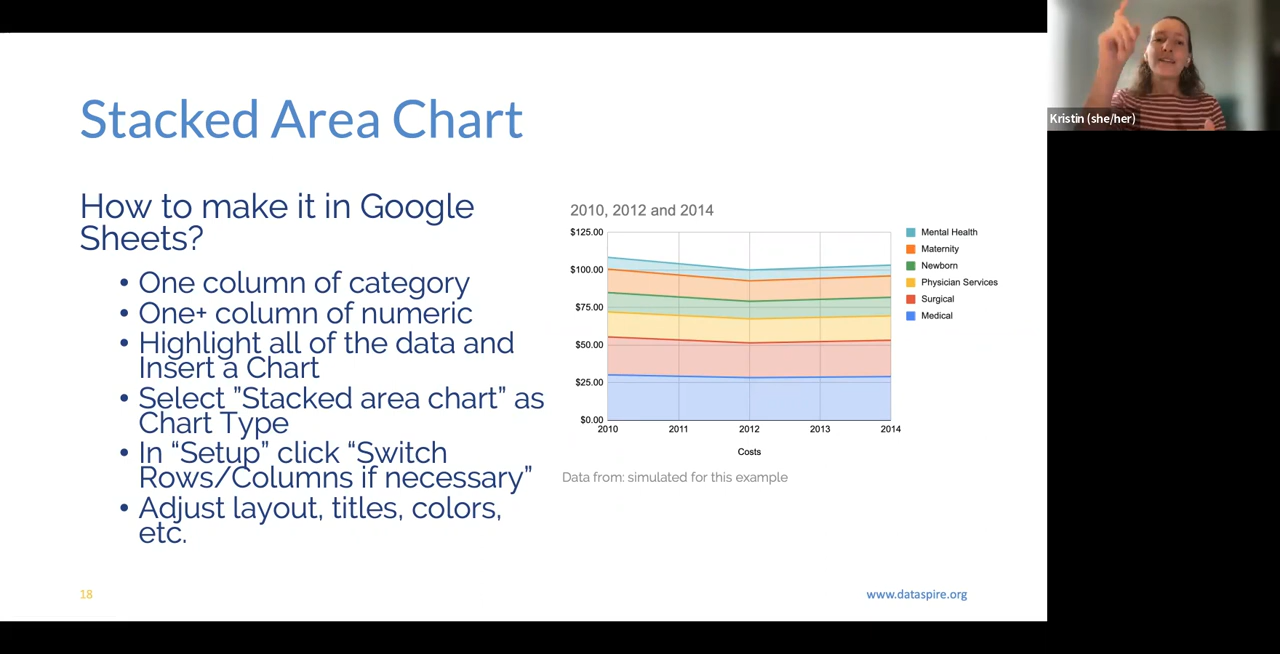 Stacked Area Chart
How to make it in Google
Sheets?
• One column of category
• One+ column of numeric
• Highlight all of the data and
Insert a Chart
• Select ”Stacked area chart” as
Chart Type
• In “Setup” click “Switch
Rows/Columns if necessary”
• Adjust layout, titles, colors,
etc.
2010, 2012 and 2014
$125.00
$100.00
$75.00
$50.00
$25.00
$0.00
2010 2011 2012 2013 2014
Costs
Mental Health
Maternity
Newborn
Physician Services
Surgical
Medical
Data from: simulated for this example
18
www.dataspire.org
Kristin (she/her)